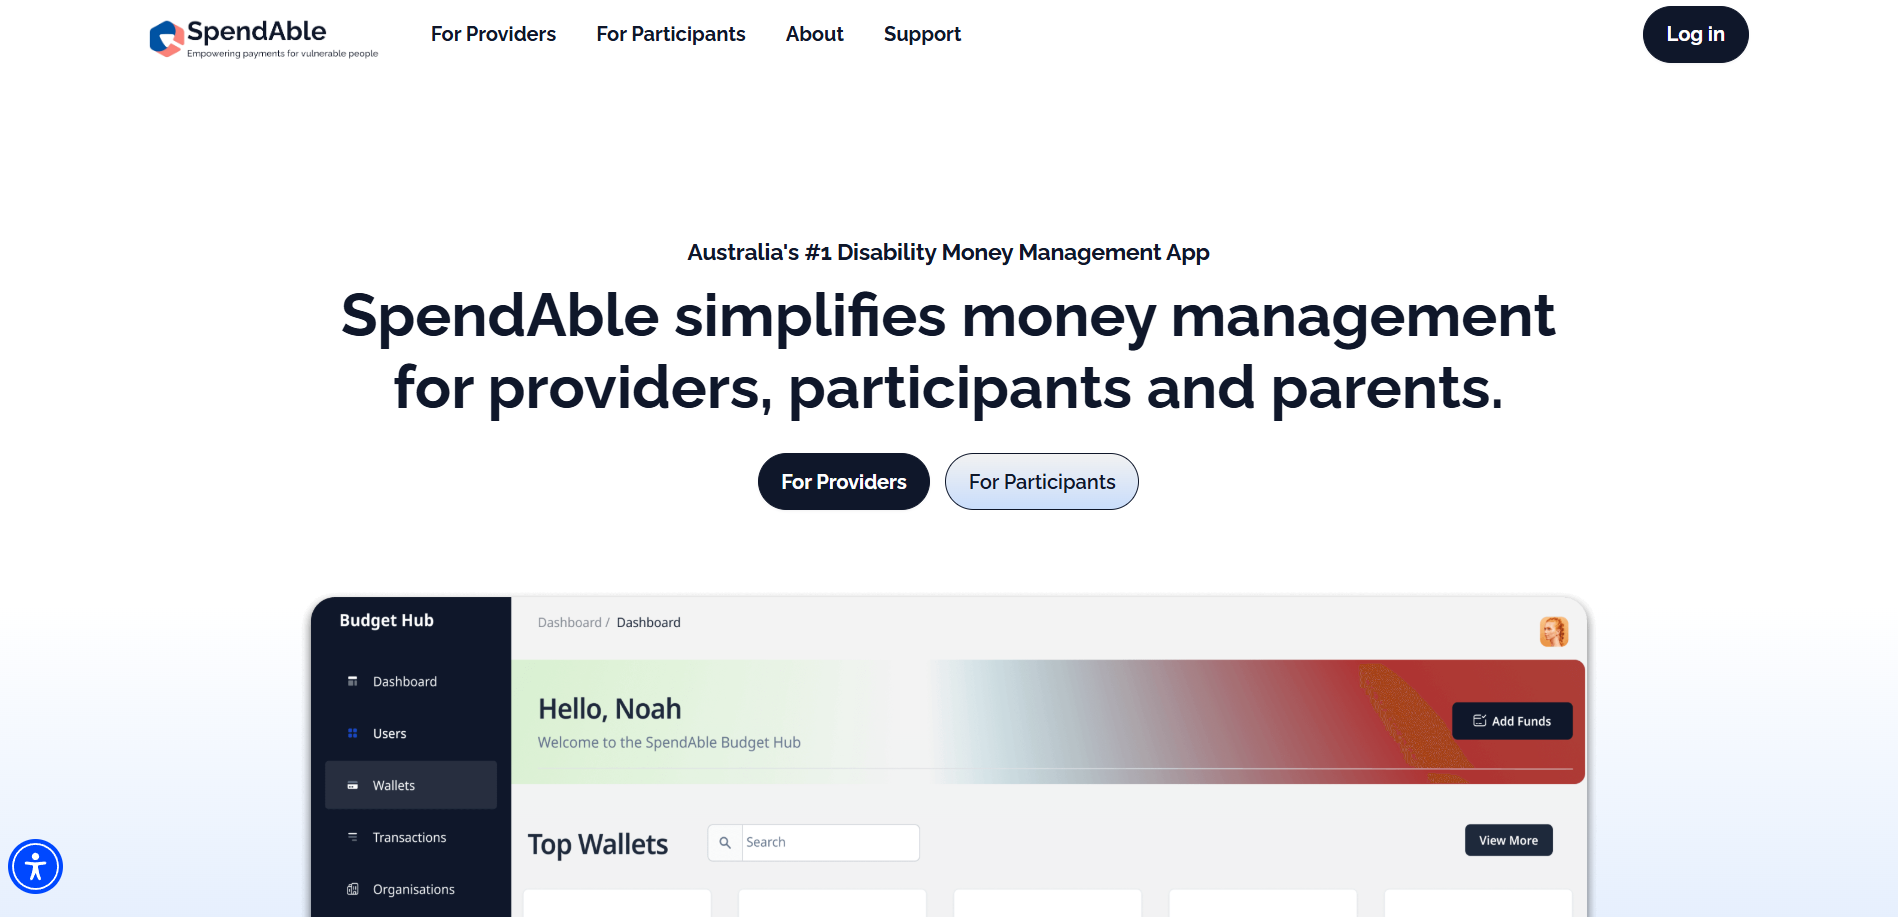 SpendAble
Empowering payments for vulnerable people
For Providers
For Participants
About
Support
Log in
Australia's #1 Disability Money Management App
SpendAble simplifies money management
for providers, participants and parents.
For Providers
For Participants
Budget Hub
Dashboard
Users
Wallets
Transactions
Organisations
Dashboard / Dashboard
Hello, Noah
Welcome to the SpendAble Budget Hub
Add Funds
Top Wallets
Search
View More